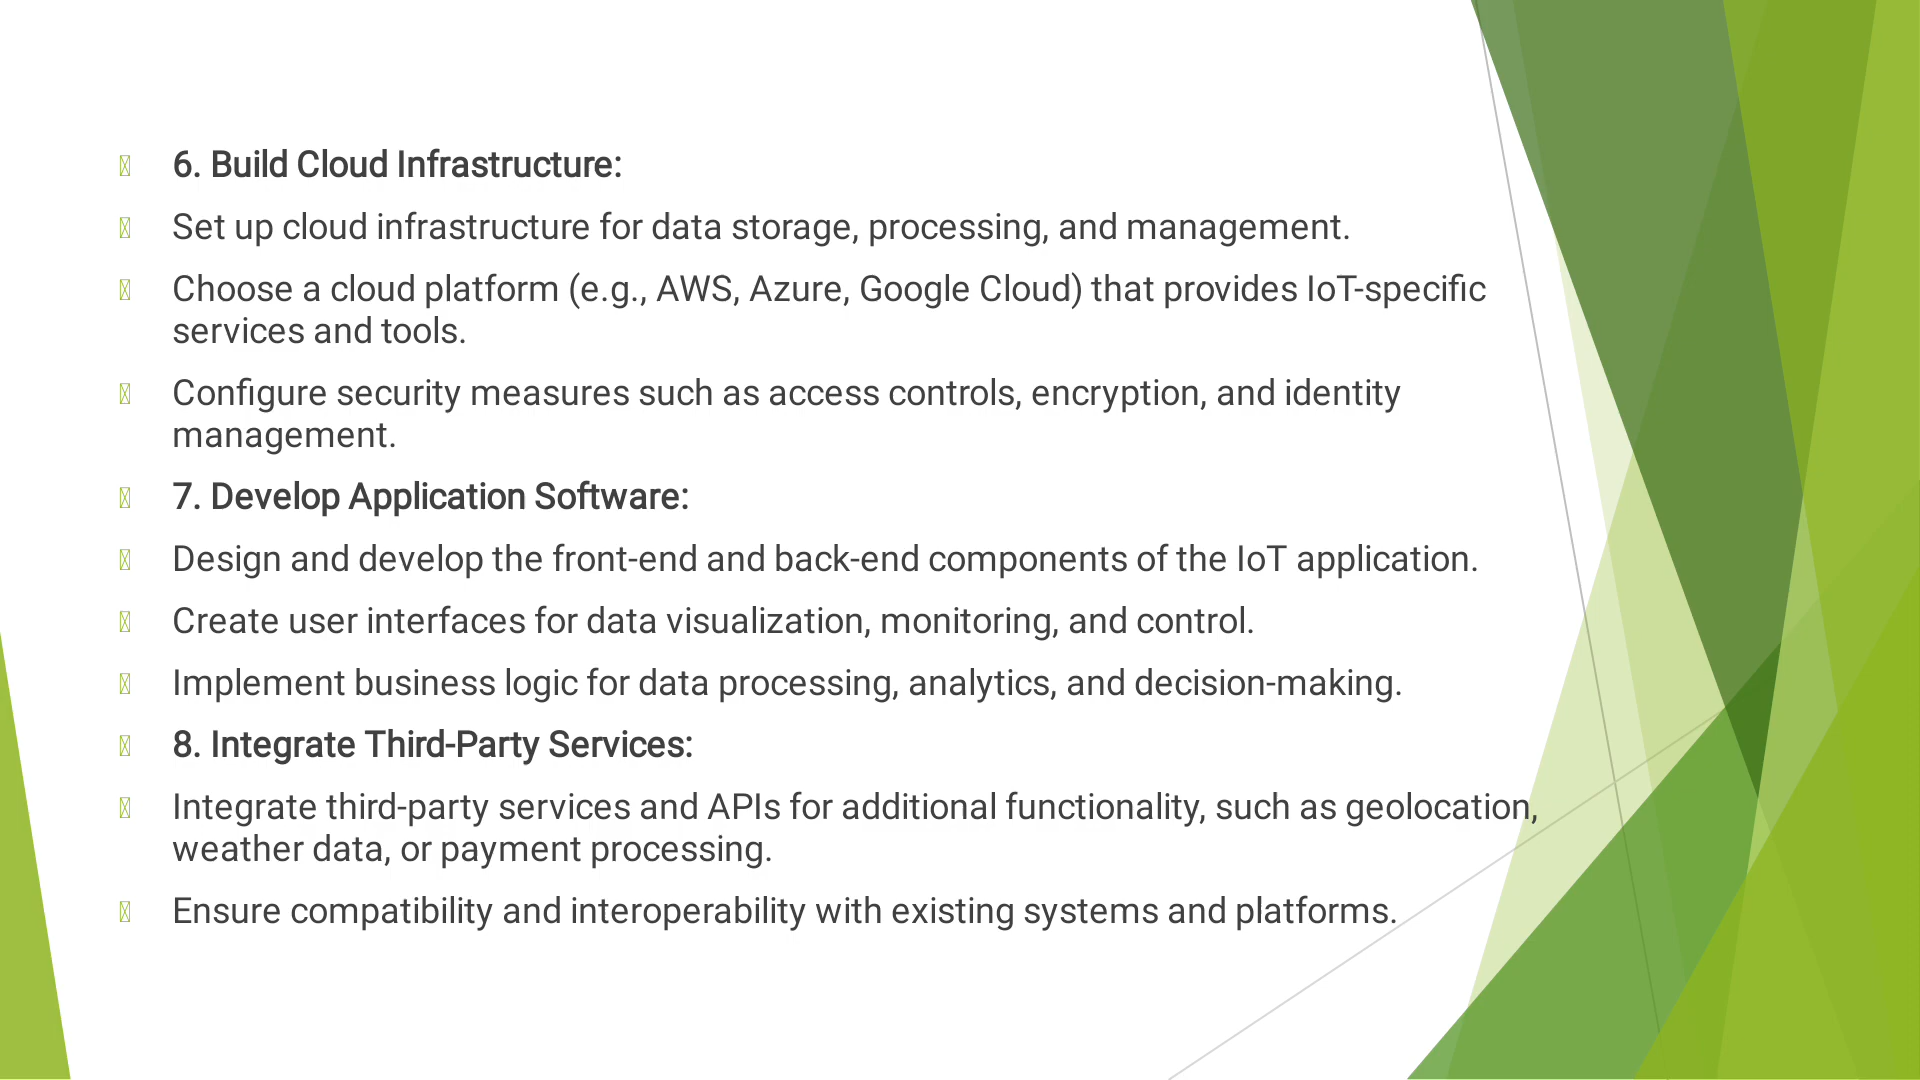 6. Build Cloud Infrastructure:
Set up cloud infrastructure for data storage, processing, and management.
Choose a cloud platform (e.g., AWS, Azure, Google Cloud) that provides IoT-specific
services and tools.
Configure security measures such as access controls, encryption, and identity
management.
7. Develop Application Software:
Design and develop the front-end and back-end components of the IoT application.
Create user interfaces for data visualization, monitoring, and control.
Implement business logic for data processing, analytics, and decision-making.
8. Integrate Third-Party Services:
Integrate third-party services and APIs for additional functionality, such as geolocation,
weather data, or payment processing.
Ensure compatibility and interoperability with existing systems and platforms.